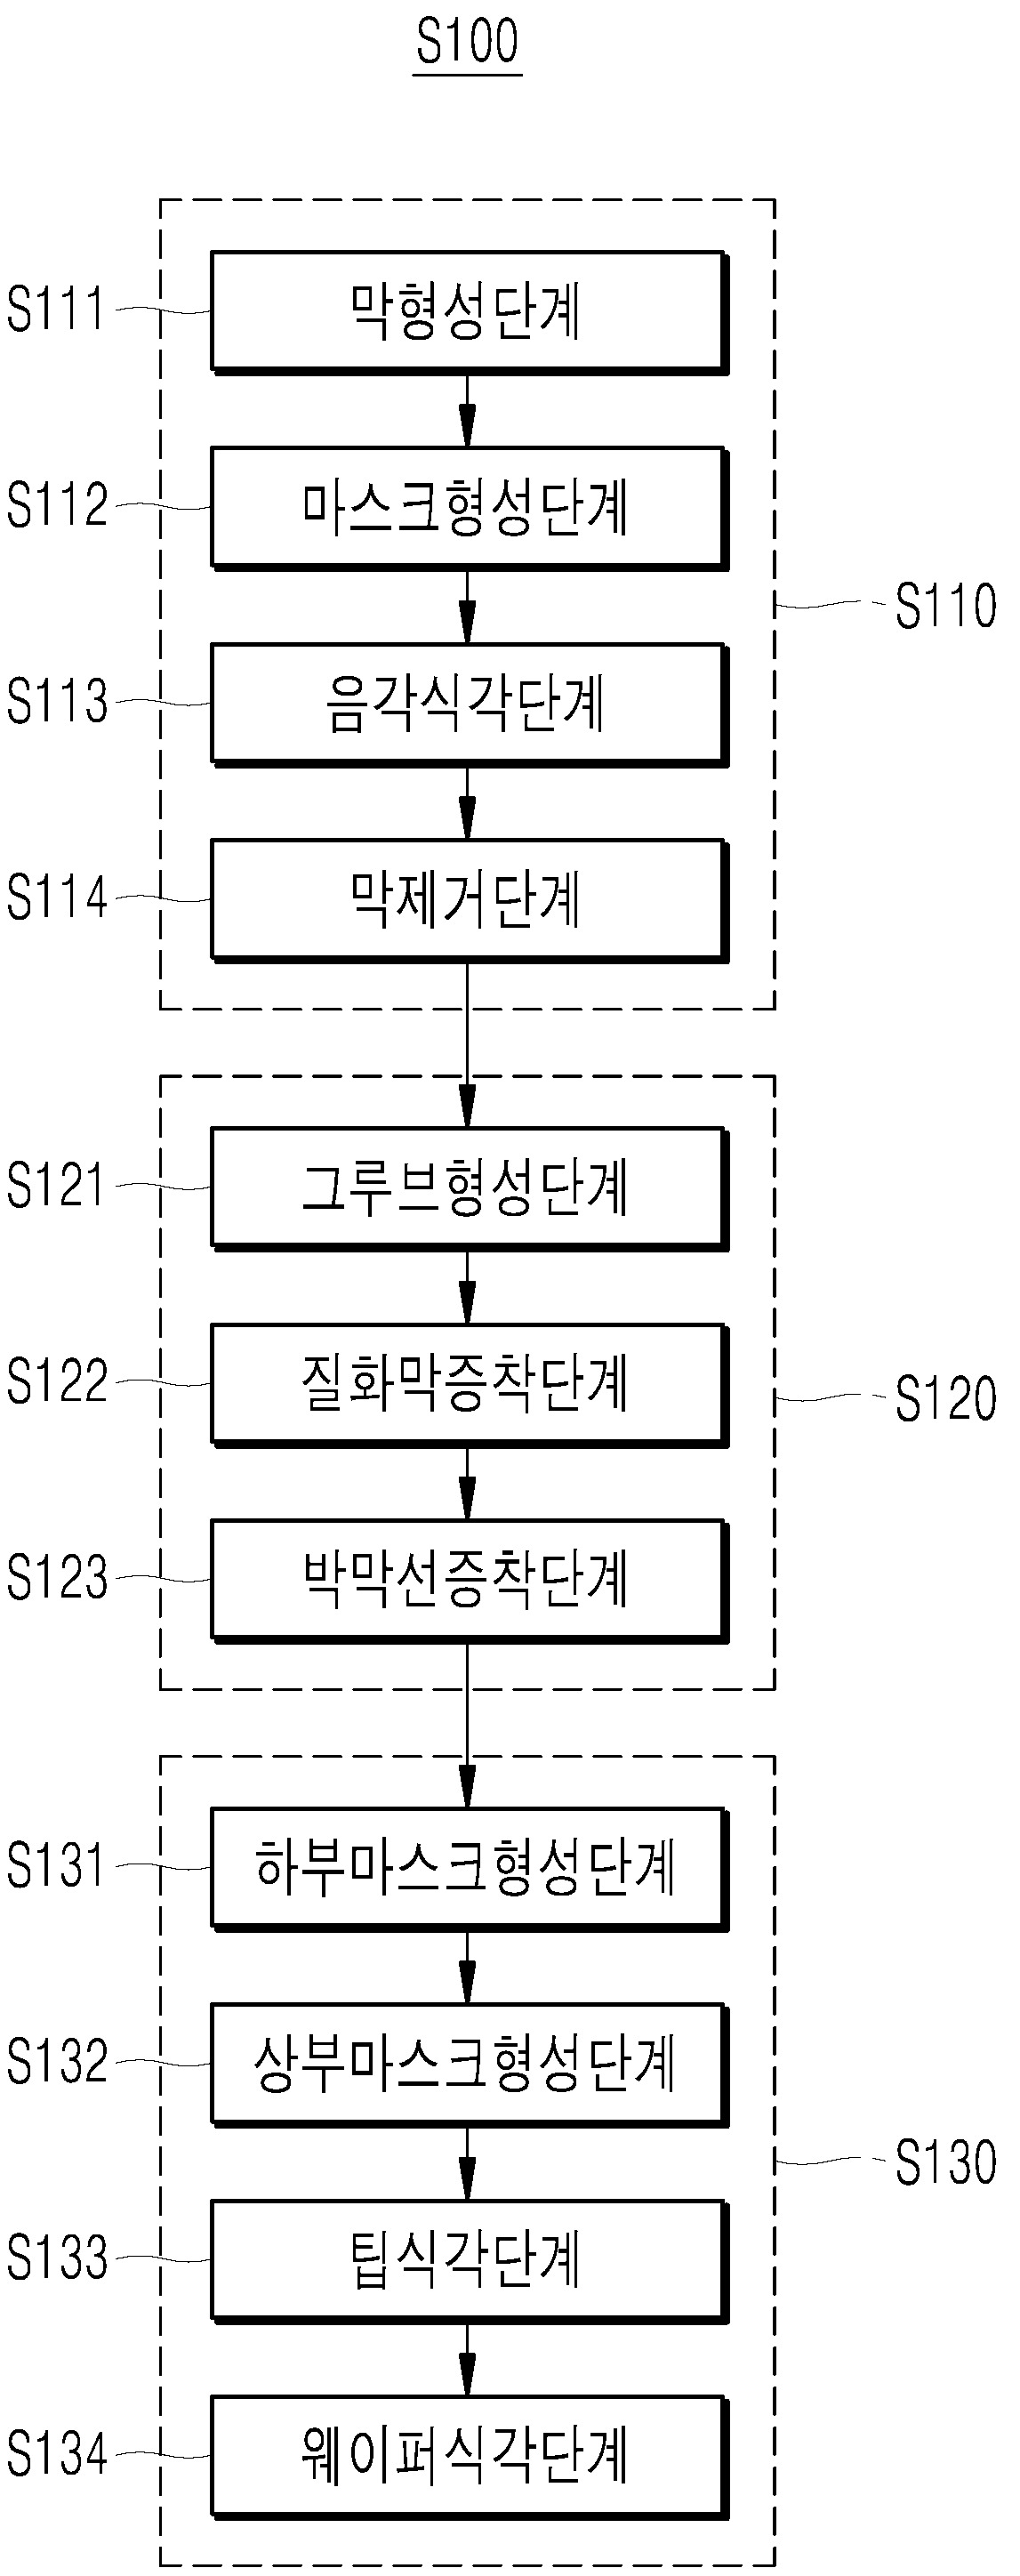 S100
S111 막형성단계
S112 마스크형성단계
S110
S113 음각식각단계
S114 막제거단계
S121 그루브형성단계
S122 질화막증착단계
S120
S123 박막선증착단계
S131 하부마스크형성단계
S132 상부마스크형성단계
S130
S133 팁식각단계
S134 웨이퍼식각단계